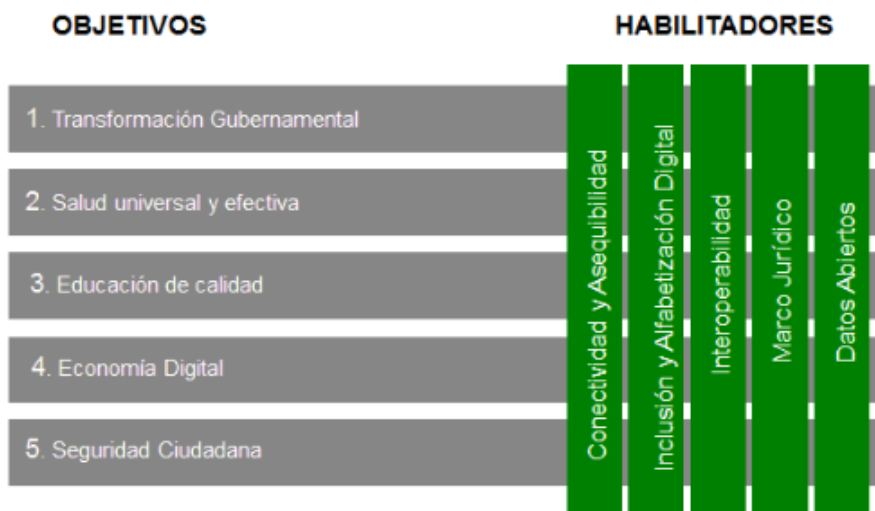 OBJETIVOS
HABILITADORES
1. Transformación Gubernamental
2. Salud universal y efectiva
3. Educación de calidad
4. Economía Digital
5. Seguridad Ciudadana
Conectividad y Asequibilidad
Inclusión y Alfabetización Digital
Interoperabilidad
Marco Jurídico
Datos Abiertos